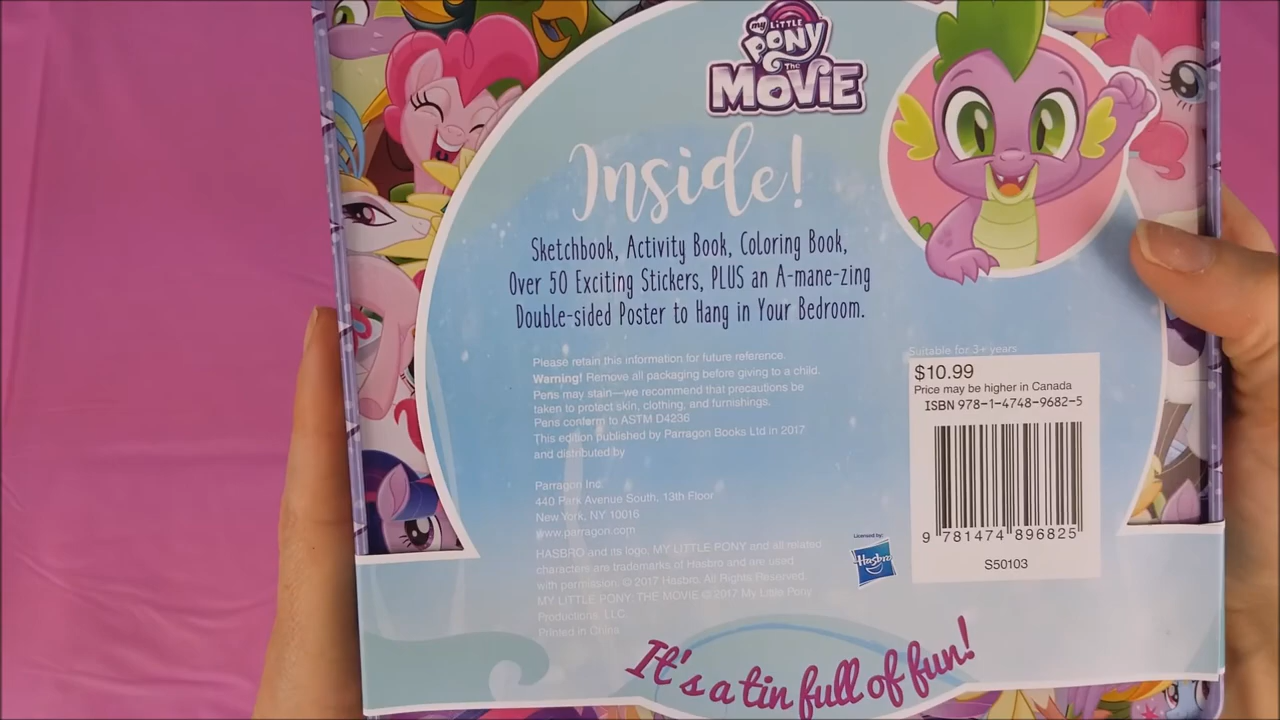 my LiTTLE
PONY
The
MOViE
Inside!
Sketchbook, Activity Book, Coloring Book,
Over 50 Exciting Stickers, PLUS an A-mane-zing
Double-sided Poster to Hang in Your Bedroom.
Please retain this information for future reference.
Warning! Remove all packaging before giving to a child.
Pens may stain—we recommend that precautions be
taken to protect skin, clothing, and furnishings.
Pens conform to ASTM D4236
This edition published by Parragon Books Ltd in 2017
and distributed by
Parragon Inc.
440 Park Avenue South, 13th Floor
New York, NY 10016
www.parragon.com
HASBRO and its logo, MY LITTLE PONY and all related
characters are trademarks of Hasbro and are used
with permission. © 2017 Hasbro. All Rights Reserved.
MY LITTLE PONY: THE MOVIE © 2017 My Little Pony
Productions, LLC.
Printed in China
Suitable for 3+ years
$10.99
Price may be higher in Canada
ISBN 978-1-4748-9682-5
9 781474 896825
S50103
Licensed by:
Hasbro
It's a tin full of fun!